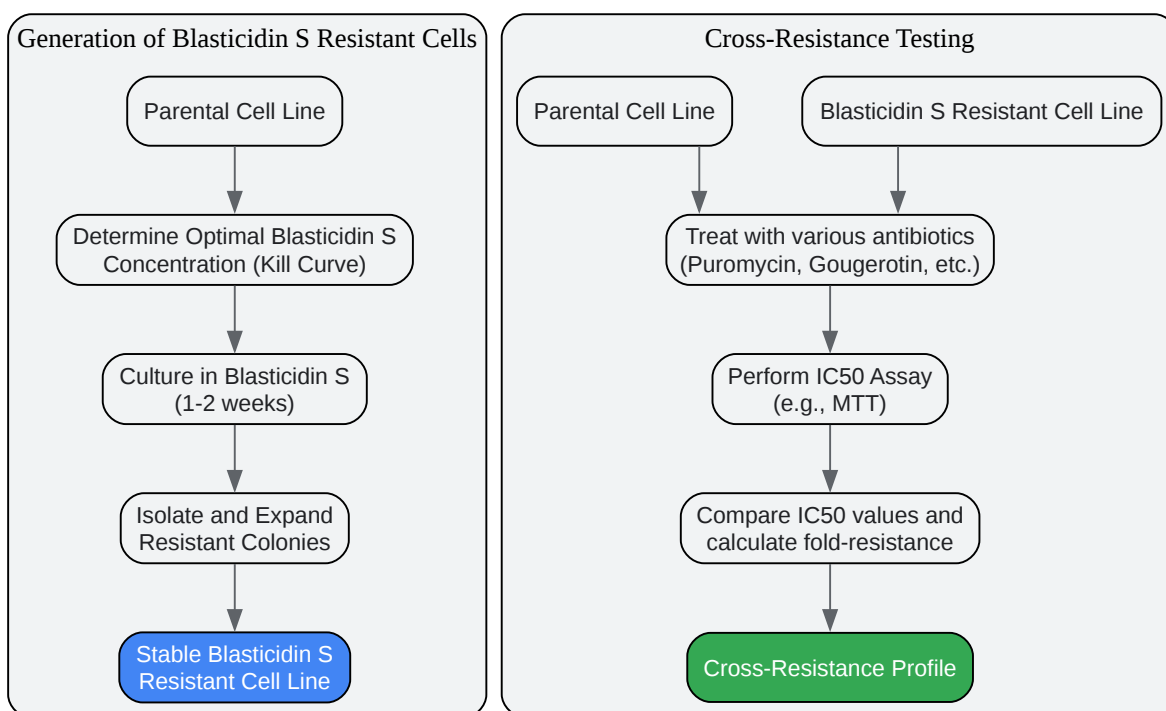 Generation of Blasticidin S Resistant Cells
Parental Cell Line
Determine Optimal Blasticidin S
Concentration (Kill Curve)
Culture in Blasticidin S
(1-2 weeks)
Isolate and Expand
Resistant Colonies
Stable Blasticidin S
Resistant Cell Line
Cross-Resistance Testing
Parental Cell Line
Blasticidin S Resistant Cell Line
Treat with various antibiotics
(Puromycin, Gougerotin, etc.)
Perform IC50 Assay
(e.g., MTT)
Compare IC50 values and
calculate fold-resistance
Cross-Resistance Profile